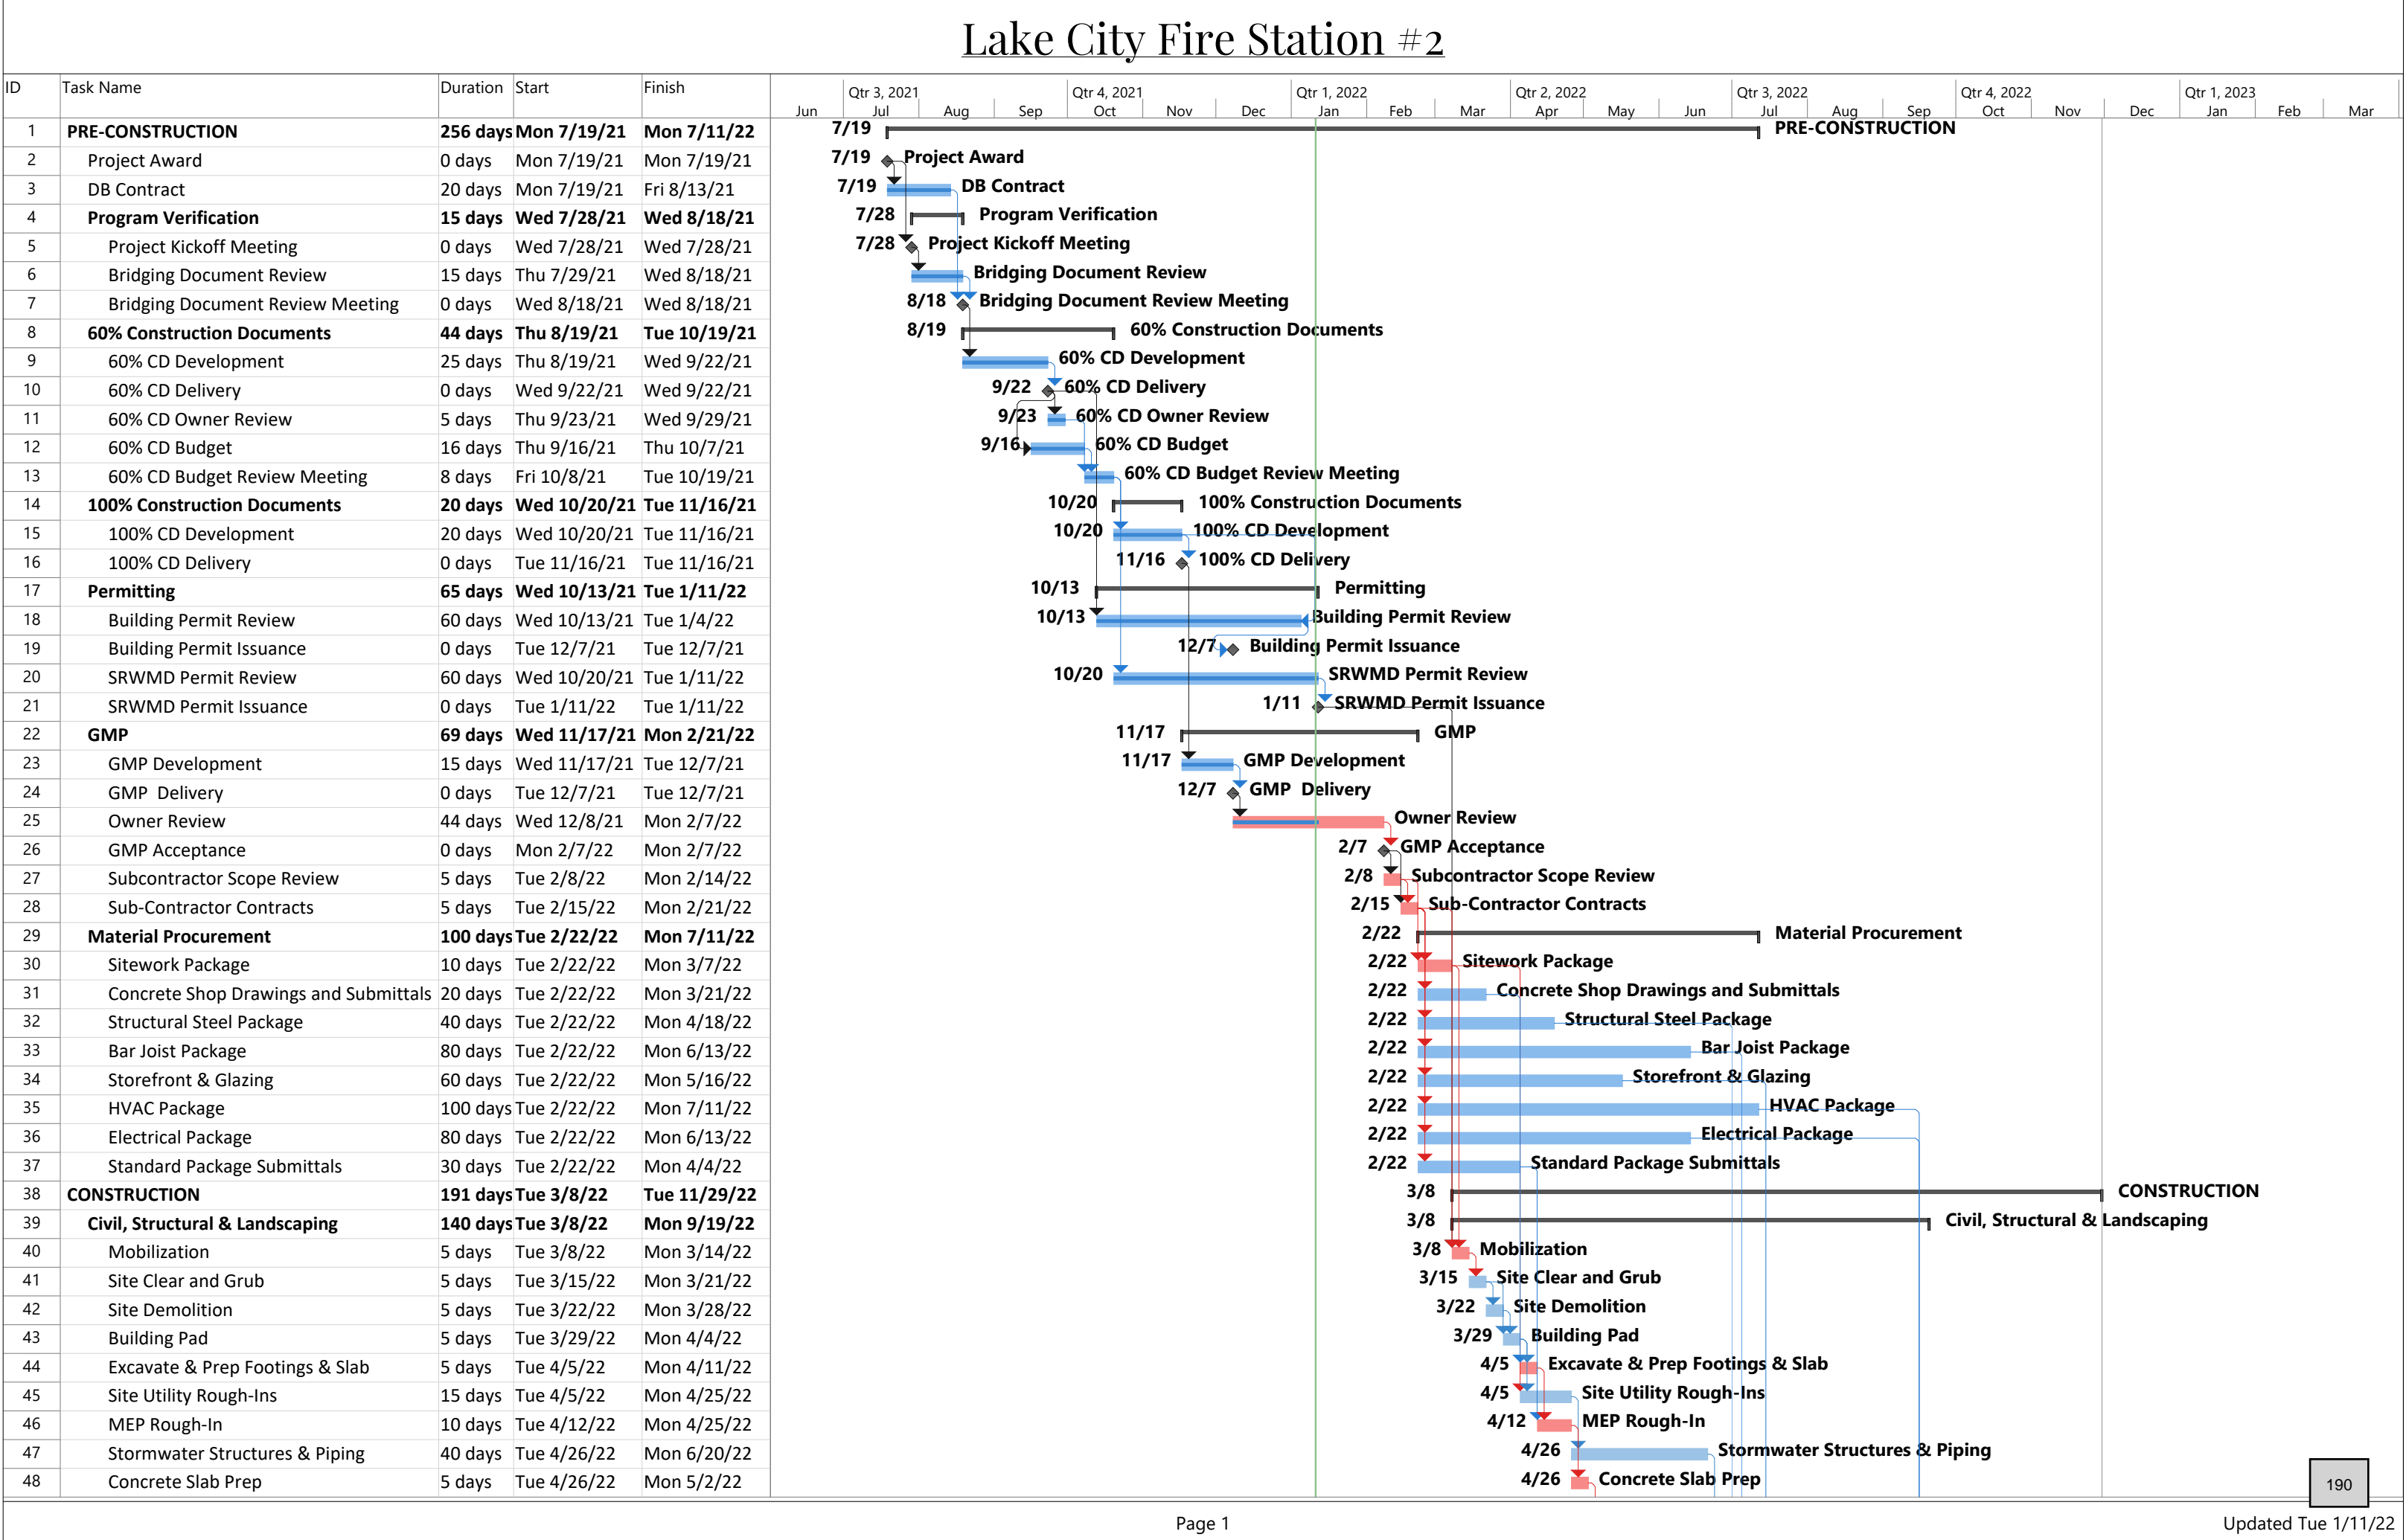 Lake City Fire Station #2
ID Task Name Duration Start Finish
Qtr 3, 2021 Qtr 4, 2021 Qtr 1, 2022 Qtr 2, 2022 Qtr 3, 2022 Qtr 4, 2022 Qtr 1, 2023
Jun Jul Aug Sep Oct Nov Dec Jan Feb Mar Apr May Jun Jul Aug Sep Oct Nov Dec Jan Feb Mar
1 PRE-CONSTRUCTION 256 days Mon 7/19/21 Mon 7/11/22 7/19 PRE-CONSTRUCTION
2 Project Award 0 days Mon 7/19/21 Mon 7/19/21 7/19 Project Award
3 DB Contract 20 days Mon 7/19/21 Fri 8/13/21 7/19 DB Contract
4 Program Verification 15 days Wed 7/28/21 Wed 8/18/21 7/28 Program Verification
5 Project Kickoff Meeting 0 days Wed 7/28/21 Wed 7/28/21 7/28 Project Kickoff Meeting
6 Bridging Document Review 15 days Thu 7/29/21 Wed 8/18/21 Bridging Document Review
7 Bridging Document Review Meeting 0 days Wed 8/18/21 Wed 8/18/21 8/18 Bridging Document Review Meeting
8 60% Construction Documents 44 days Thu 8/19/21 Tue 10/19/21 8/19 60% Construction Documents
9 60% CD Development 25 days Thu 8/19/21 Wed 9/22/21 60% CD Development
10 60% CD Delivery 0 days Wed 9/22/21 Wed 9/22/21 9/22 60% CD Delivery
11 60% CD Owner Review 5 days Thu 9/23/21 Wed 9/29/21 9/23 60% CD Owner Review
12 60% CD Budget 16 days Thu 9/16/21 Thu 10/7/21 9/16 60% CD Budget
13 60% CD Budget Review Meeting 8 days Fri 10/8/21 Tue 10/19/21 60% CD Budget Review Meeting
14 100% Construction Documents 20 days Wed 10/20/21 Tue 11/16/21 10/20 100% Construction Documents
15 100% CD Development 20 days Wed 10/20/21 Tue 11/16/21 10/20 100% CD Development
16 100% CD Delivery 0 days Tue 11/16/21 Tue 11/16/21 11/16 100% CD Delivery
17 Permitting 65 days Wed 10/13/21 Tue 1/11/22 10/13 Permitting
18 Building Permit Review 60 days Wed 10/13/21 Tue 1/4/22 10/13 Building Permit Review
19 Building Permit Issuance 0 days Tue 12/7/21 Tue 12/7/21 12/7 Building Permit Issuance
20 SRWMD Permit Review 60 days Wed 10/20/21 Tue 1/11/22 10/20 SRWMD Permit Review
21 SRWMD Permit Issuance 0 days Tue 1/11/22 Tue 1/11/22 1/11 SRWMD Permit Issuance
22 GMP 69 days Wed 11/17/21 Mon 2/21/22 11/17 GMP
23 GMP Development 15 days Wed 11/17/21 Tue 12/7/21 11/17 GMP Development
24 GMP Delivery 0 days Tue 12/7/21 Tue 12/7/21 12/7 GMP Delivery
25 Owner Review 44 days Wed 12/8/21 Mon 2/7/22 Owner Review
26 GMP Acceptance 0 days Mon 2/7/22 Mon 2/7/22 2/7 GMP Acceptance
27 Subcontractor Scope Review 5 days Tue 2/8/22 Mon 2/14/22 2/8 Subcontractor Scope Review
28 Sub-Contractor Contracts 5 days Tue 2/15/22 Mon 2/21/22 2/15 Sub-Contractor Contracts
29 Material Procurement 100 days Tue 2/22/22 Mon 7/11/22 2/22 Material Procurement
30 Sitework Package 10 days Tue 2/22/22 Mon 3/7/22 2/22 Sitework Package
31 Concrete Shop Drawings and Submittals 20 days Tue 2/22/22 Mon 3/21/22 2/22 Concrete Shop Drawings and Submittals
32 Structural Steel Package 40 days Tue 2/22/22 Mon 4/18/22 2/22 Structural Steel Package
33 Bar Joist Package 80 days Tue 2/22/22 Mon 6/13/22 2/22 Bar Joist Package
34 Storefront & Glazing 60 days Tue 2/22/22 Mon 5/16/22 2/22 Storefront & Glazing
35 HVAC Package 100 days Tue 2/22/22 Mon 7/11/22 2/22 HVAC Package
36 Electrical Package 80 days Tue 2/22/22 Mon 6/13/22 2/22 Electrical Package
37 Standard Package Submittals 30 days Tue 2/22/22 Mon 4/4/22 2/22 Standard Package Submittals
38 CONSTRUCTION 191 days Tue 3/8/22 Tue 11/29/22 3/8 CONSTRUCTION
39 Civil, Structural & Landscaping 140 days Tue 3/8/22 Mon 9/19/22 3/8 Civil, Structural & Landscaping
40 Mobilization 5 days Tue 3/8/22 Mon 3/14/22 3/8 Mobilization
41 Site Clear and Grub 5 days Tue 3/15/22 Mon 3/21/22 3/15 Site Clear and Grub
42 Site Demolition 5 days Tue 3/22/22 Mon 3/28/22 3/22 Site Demolition
43 Building Pad 5 days Tue 3/29/22 Mon 4/4/22 3/29 Building Pad
44 Excavate & Prep Footings & Slab 5 days Tue 4/5/22 Mon 4/11/22 4/5 Excavate & Prep Footings & Slab
45 Site Utility Rough-Ins 15 days Tue 4/5/22 Mon 4/25/22 4/5 Site Utility Rough-Ins
46 MEP Rough-In 10 days Tue 4/12/22 Mon 4/25/22 4/12 MEP Rough-In
47 Stormwater Structures & Piping 40 days Tue 4/26/22 Mon 6/20/22 4/26 Stormwater Structures & Piping
48 Concrete Slab Prep 5 days Tue 4/26/22 Mon 5/2/22 4/26 Concrete Slab Prep
190
Page 1
Updated Tue 1/11/22